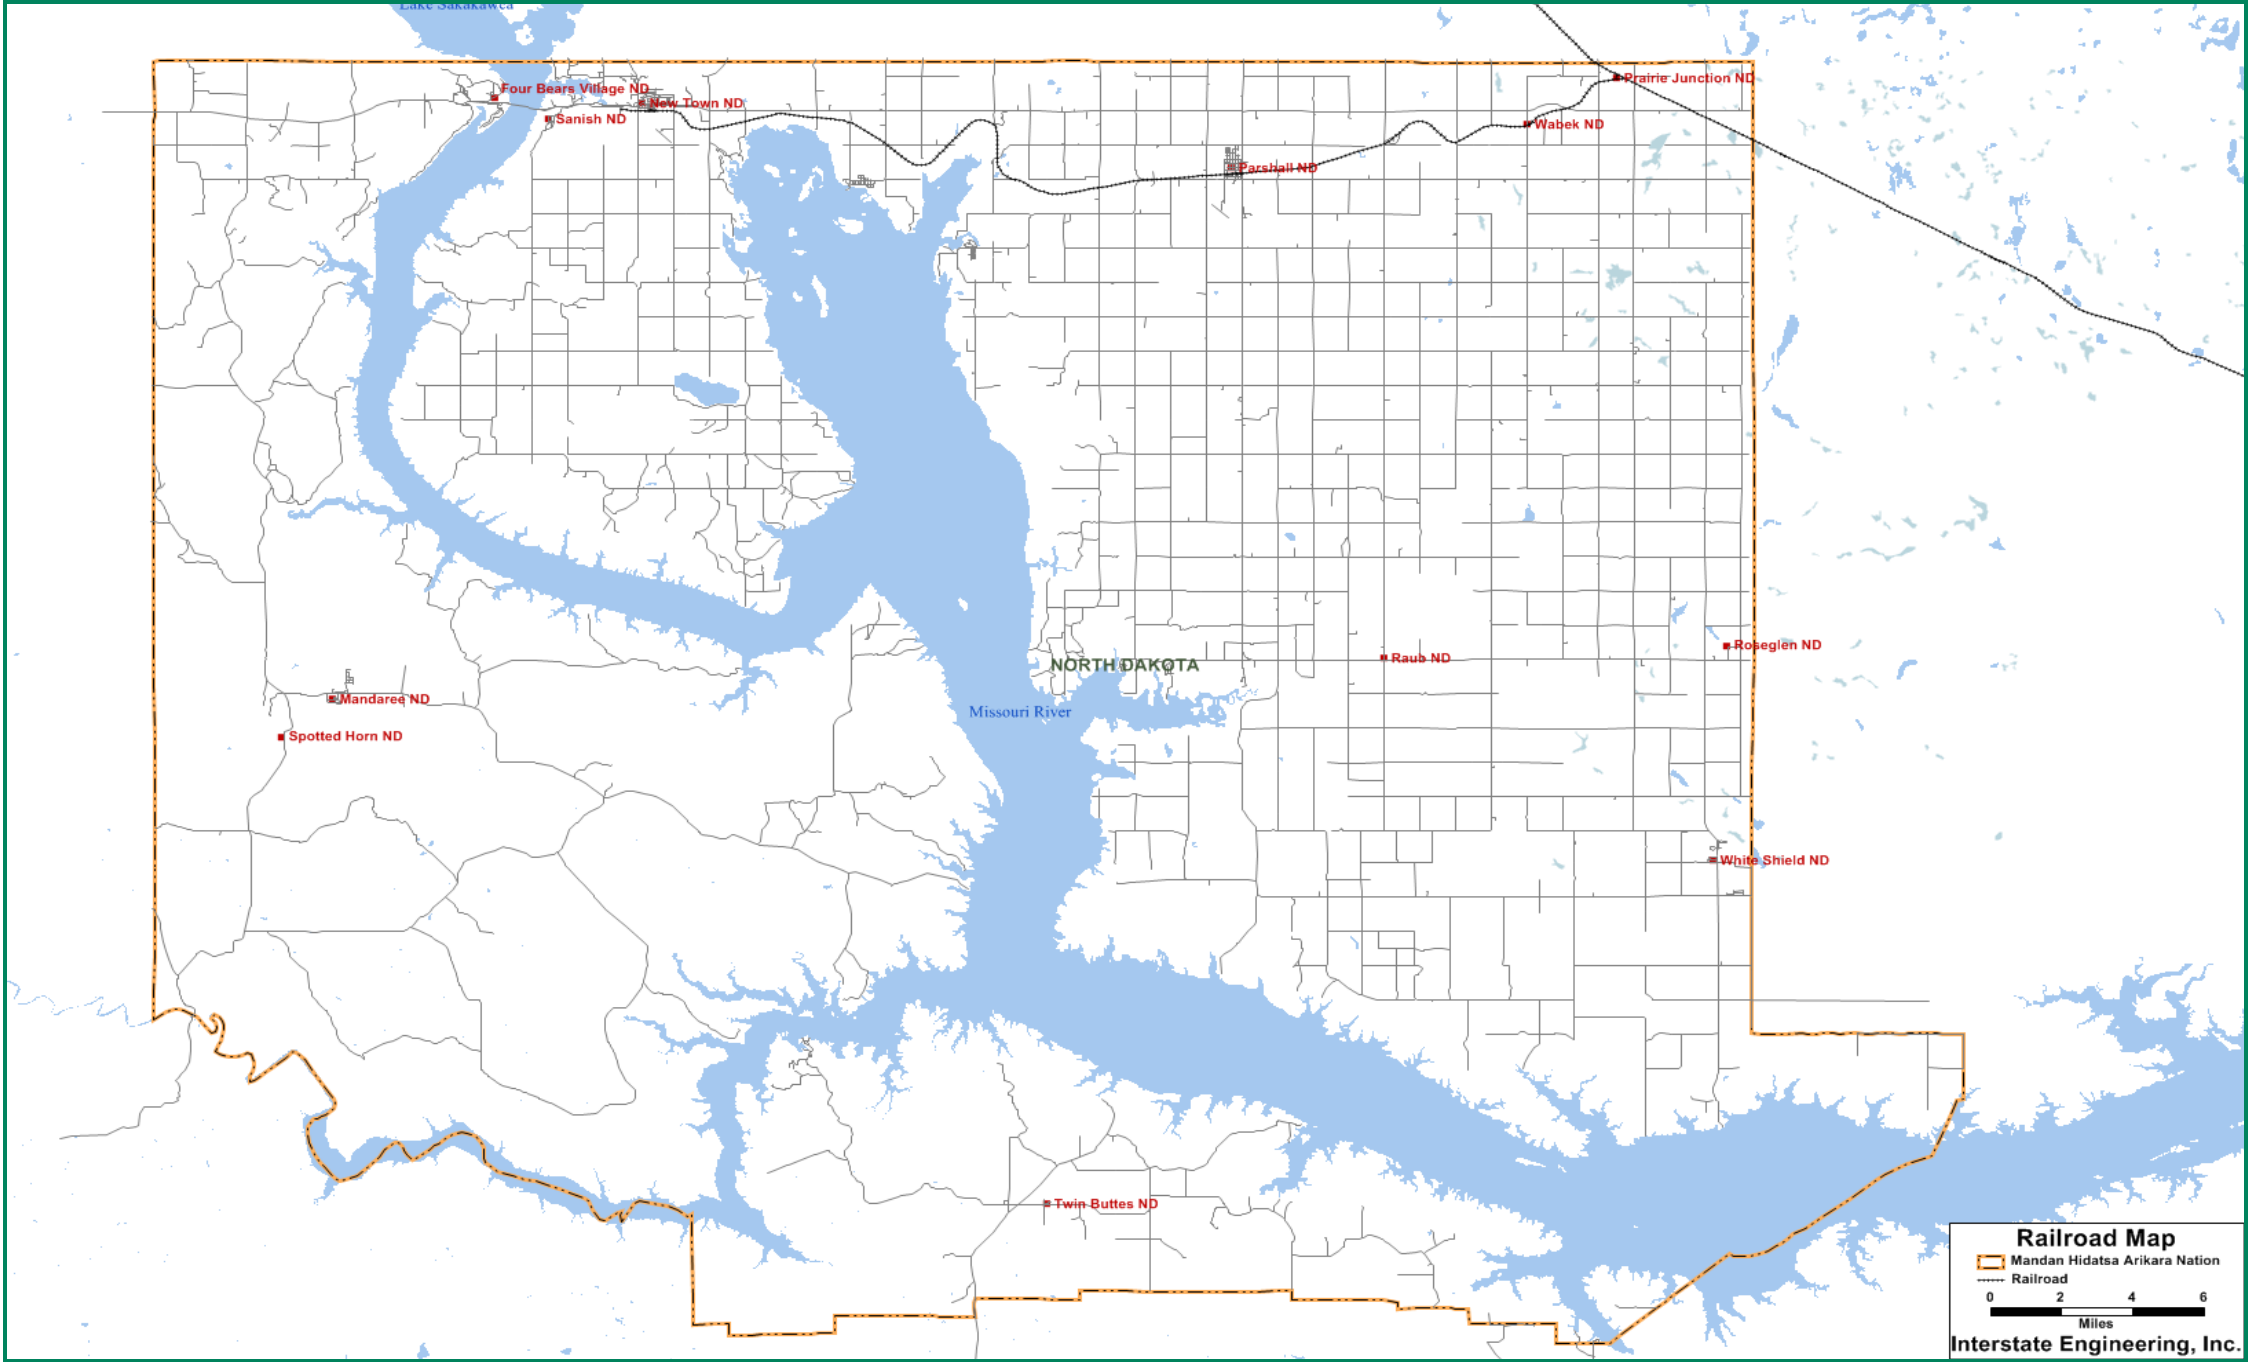 Lake Sakakawea
Prairie Junction ND
Four Bears Village ND
New Town ND
Sanish ND
Wabek ND
Parshall ND
Roseglen ND
Raub ND
NORTH DAKOTA
Mandaree ND
Missouri River
Spotted Horn ND
White Shield ND
Twin Buttes ND
Railroad Map
Mandan Hidatsa Arikara Nation
Railroad
0 2 4 6
Miles
Interstate Engineering, Inc.